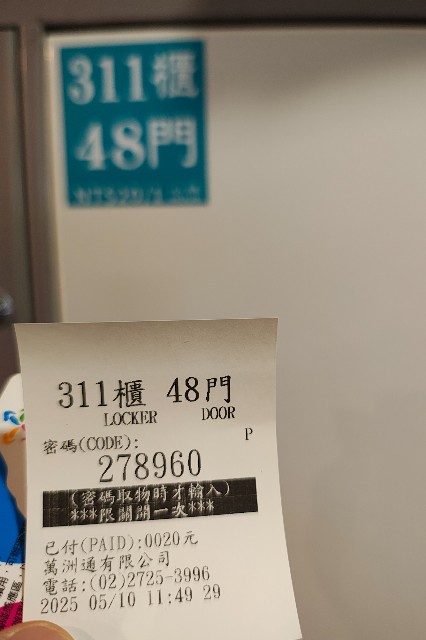 311櫃
48門
311櫃 48門
LOCKER DOOR
密碼(CODE): P
278960
(密碼取物時才輸入)
***限開關一次***
已付(PAID):0020元
萬洲通有限公司
電話:(02)2725-3996
2025 05/10 11:49 29